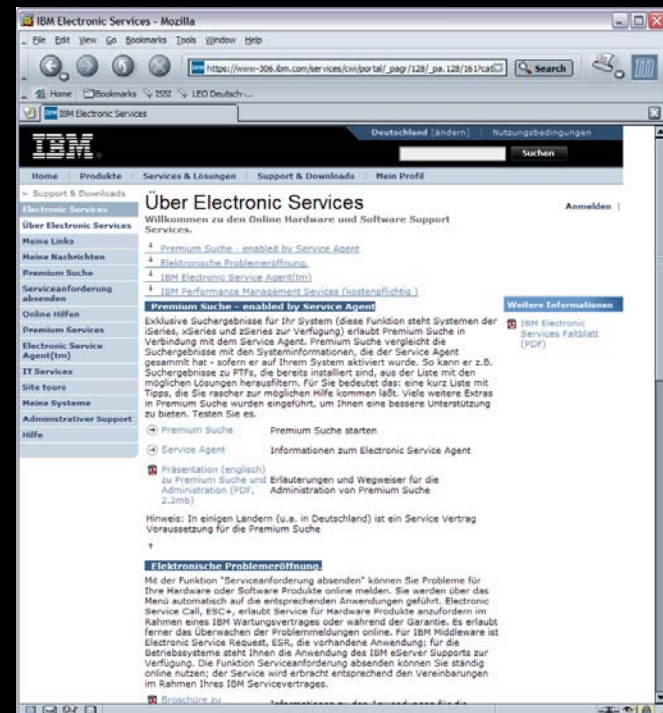 IBM Electronic Services - Mozilla
File Edit View Go Bookmarks Tools Window Help
https://www-306.ibm.com/services/cwi/portal/_pagr/128/_pa.128/161?cat
Search
Home Bookmarks ISSI LEO Deutsch-...
IBM Electronic Services
Deutschland [ändern] | Nutzungsbedingungen
IBM
Suchen
Home Produkte Services & Lösungen Support & Downloads Mein Profil
Support & Downloads
Electronic Services
Über Electronic Services
Meine Links
Meine Nachrichten
Premium Suche
Serviceanforderung
absenden
Online Hilfen
Premium Services
Electronic Service
Agent(tm)
IT Services
Site tours
Meine Systeme
Administrativer Support
Hilfe
Über Electronic Services
Anmelden |
Willkommen zu den Online Hardware und Software Support
Services.
Premium Suche - enabled by Service Agent
Elektronische Problemeröffnung.
IBM Electronic Service Agent(tm)
IBM Performance Management Sevices (kostenpflichtig )
Premium Suche - enabled by Service Agent
Exklusive Suchergebnisse für Ihr System (diese Funktion steht Systemen der
iSeries, xSeries und zSeries zur Verfügung) erlaubt Premium Suche in
Verbindung mit dem Service Agent. Premium Suche vergleicht die
Suchergebnisse mit den Systeminformationen, die der Service Agent
gesammlt hat - sofern er auf Ihrem System aktiviert wurde. So kann er z.B.
Suchergebnisse zu PTFs, die bereits installiert sind, aus der Liste mit den
möglichen Lösungen herausfiltern. Für Sie bedeutet das: eine kurz Liste mit
Tipps, die Sie rascher zur möglichen Hilfe kommen läßt. Viele weitere Extras
in Premium Suche wurden eingeführt, um Ihnen eine bessere Unterstützung
zu bieten. Testen Sie es.
Premium Suche Premium Suche starten
Service Agent Informationen zum Electronic Service Agent
Präsentation (englisch)
zu Premium Suche und Erläuterungen und Wegweiser für die
Administration (PDF, Administration von Premium Suche
2.3mb)
Hinweis: In einigen Ländern (u.a. in Deutschland) ist ein Service Vertrag
Voraussetzung für die Premium Suche
Elektronische Problemeröffnung.
Mit der Funktion "Serviceanforderung absenden" können Sie Probleme für
Ihre Hardware oder Software Produkte online melden. Sie werden über das
Menü automatisch auf die entsprechenden Anwendungen geführt. Electronic
Service Call, ESC+, erlaubt Service für Hardware Produkte anzufordern im
Rahmen eines IBM Wartungsvertrages oder während der Garantie. Es erlaubt
ferner das Überwachen der Problemmeldungen online. Für IBM Middleware ist
Electronic Service Request, ESR, die vorhandene Anwendung; für die
Betriebssysteme steht Ihnen die Anwendung des IBM eServer Supports zur
Verfügung. Die Funktion Serviceanforderung absenden können Sie ständig
online nutzen; der Service wird erbracht entsprechend den Vereinbarungen
im Rahmen Ihres IBM Servicevertrages.
Broschüre zu
Weitere Informationen
IBM Electronic
Services Faltblatt
(PDF)